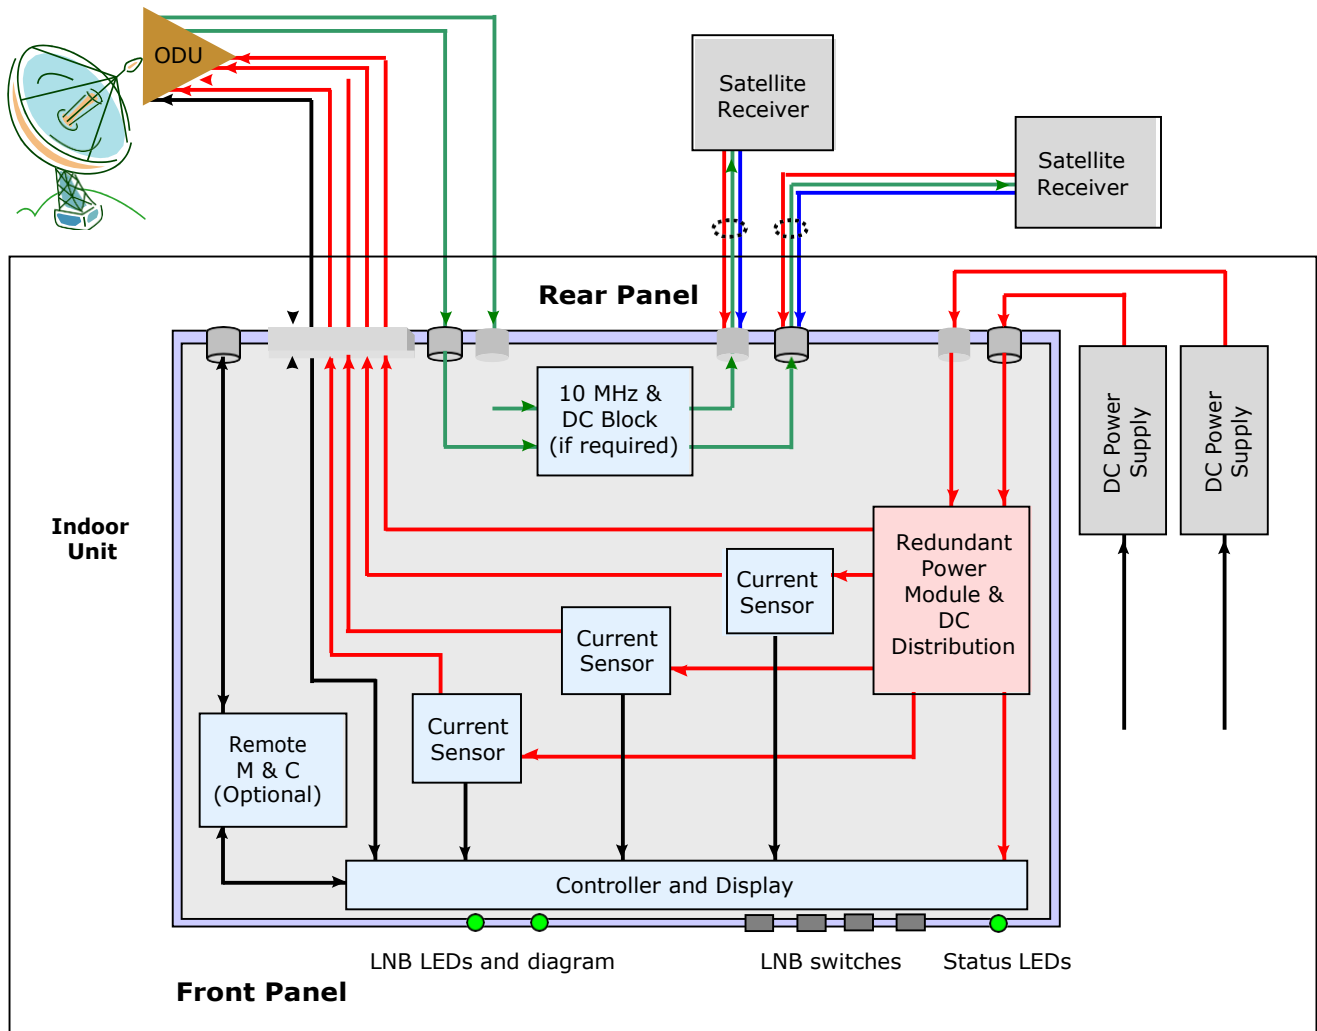 ODU
Satellite
Receiver
Satellite
Receiver
Rear Panel
10 MHz &
DC Block
(if required)
DC Power
Supply
DC Power
Supply
Indoor
Unit
Redundant
Power
Module &
DC
Distribution
Current
Sensor
Current
Sensor
Current
Sensor
Remote
M & C
(Optional)
Controller and Display
LNB LEDs and diagram
LNB switches
Status LEDs
Front Panel